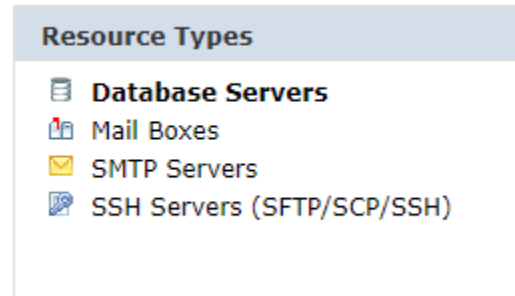 Resource Types
Database Servers
Mail Boxes
SMTP Servers
SSH Servers (SFTP/SCP/SSH)